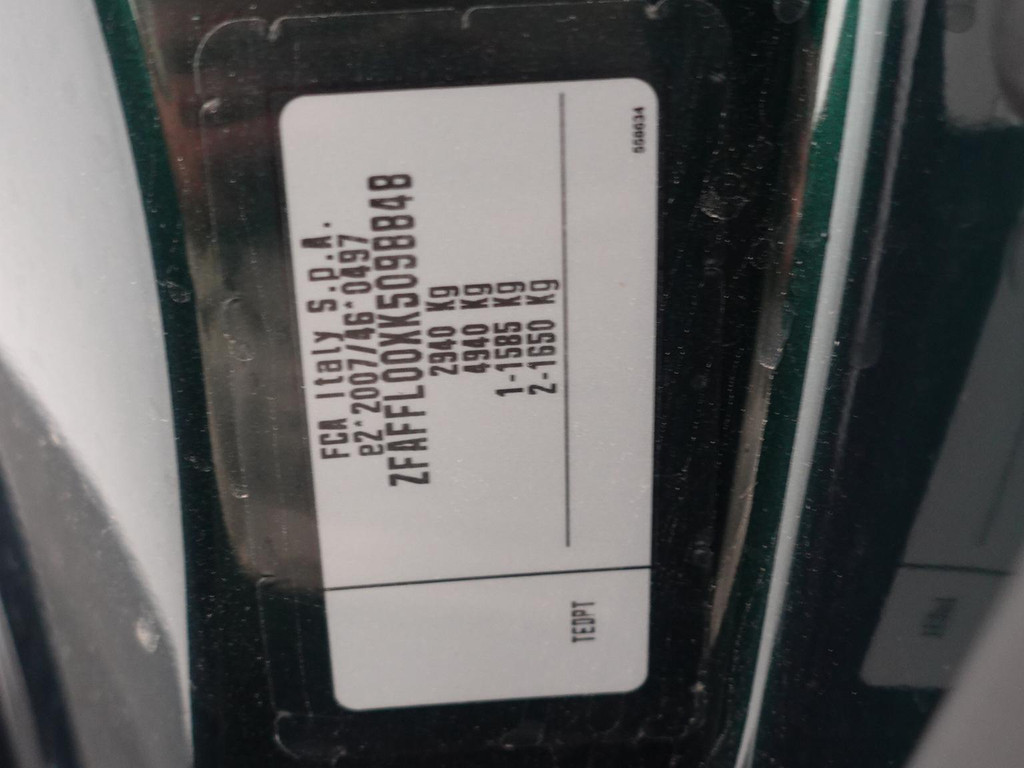 FCA Italy S.p.A.
e2*2007/46*0497
ZFAFFL00XK5098848
2940 Kg
4940 Kg
1-1585 Kg
2-1650 Kg
558634
TEDPT